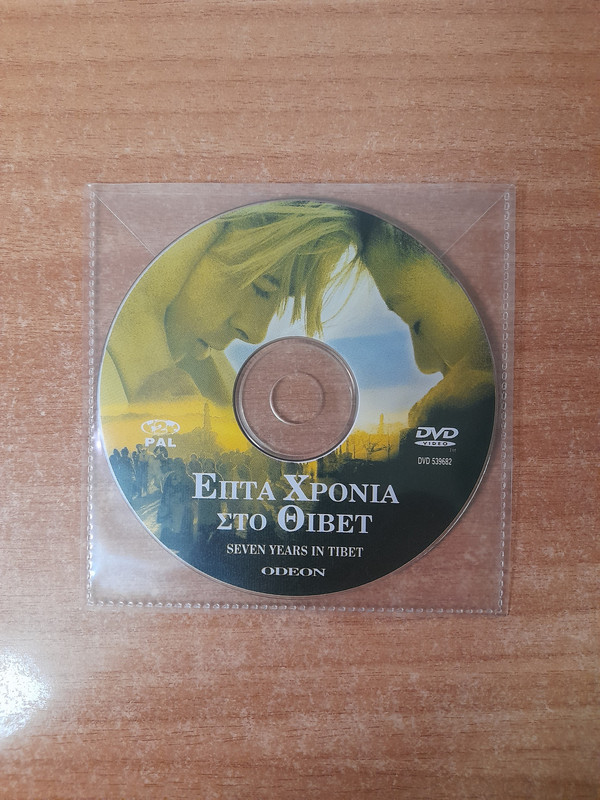 2
PAL
DVD
VIDEO
DVD 539682
ΕΠΤΑ ΧΡΟΝΙΑ
ΣΤΟ ΘΙΒΕΤ
SEVEN YEARS IN TIBET
ODEON